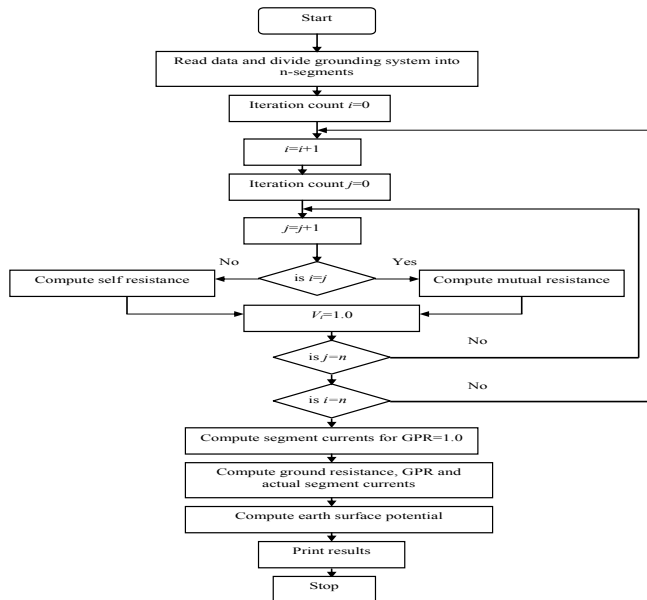 Start
Read data and divide grounding system into
n-segments
Iteration count i=0
i=i+1
Iteration count j=0
j=j+1
No
Yes
Compute self resistance
is i=j
Compute mutual resistance
Vi=1.0
No
is j=n
No
is i=n
Compute segment currents for GPR=1.0
Compute ground resistance, GPR and
actual segment currents
Compute earth surface potential
Print results
Stop